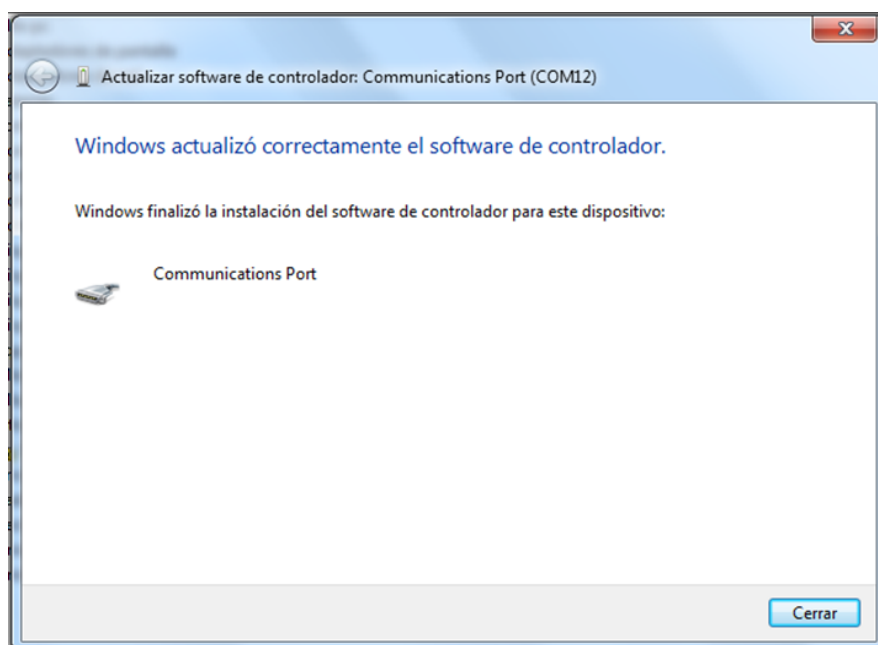 Actualizar software de controlador: Communications Port (COM12)
Windows actualizó correctamente el software de controlador.
Windows finalizó la instalación del software de controlador para este dispositivo:
Communications Port
Cerrar